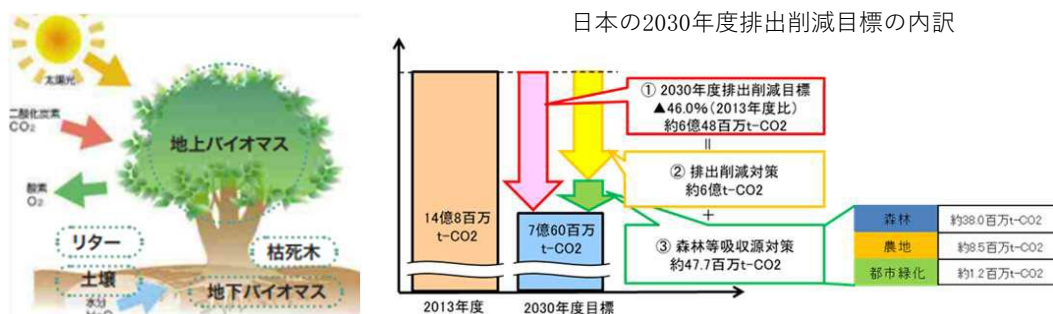 太陽光
二酸化炭素
CO2
酸素
O2
地上バイオマス
リター
枯死木
土壌
地下バイオマス
水分
日本の2030年度排出削減目標の内訳
① 2030年度排出削減目標
▲46.0%(2013年度比)
約6億48百万t-CO2
||
② 排出削減対策
約6億t-CO2
+
③ 森林等吸収源対策
約47.7百万t-CO2
14億8百万
t-CO2
7億60百万
t-CO2
2013年度
2030年度目標
森林 約38.0百万t-CO2
農地 約8.5百万t-CO2
都市緑化 約1.2百万t-CO2